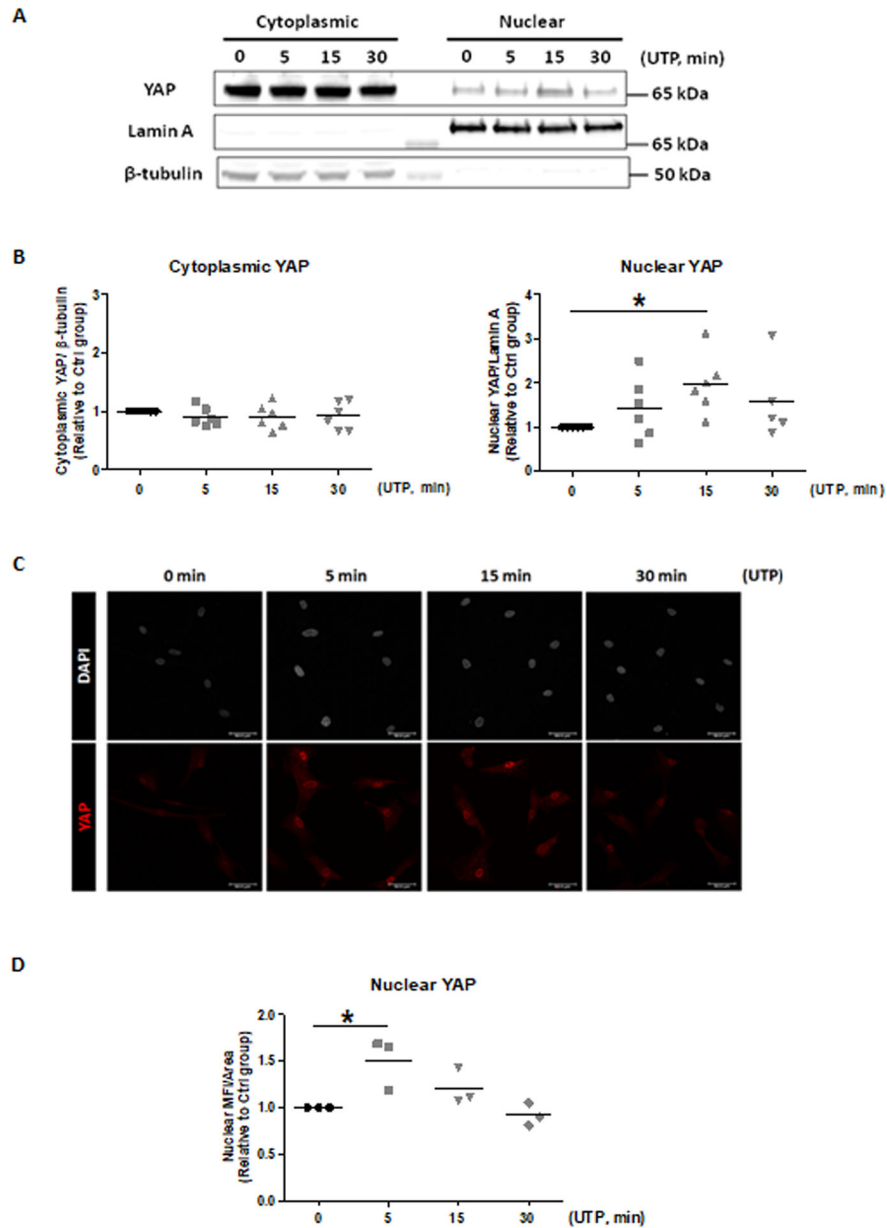 A
Cytoplasmic Nuclear
0 5 15 30 0 5 15 30 (UTP, min)
YAP 65 kDa
Lamin A 65 kDa
β-tubulin 50 kDa
B
Cytoplasmic YAP
Cytoplasmic YAP/ β-tubulin
(Relative to Ctrl group)
3
2
1
0
0 5 15 30 (UTP, min)
Nuclear YAP
Nuclear YAP/Lamin A
(Relative to Ctrl group)
4
3
2
1
0
*
0 5 15 30 (UTP, min)
C
0 min 5 min 15 min 30 min (UTP)
DAPI
YAP
D
Nuclear YAP
Nuclear MFI/Area
(Relative to Ctrl group)
2.0
1.5
1.0
0.5
0.0
*
0 5 15 30 (UTP, min)